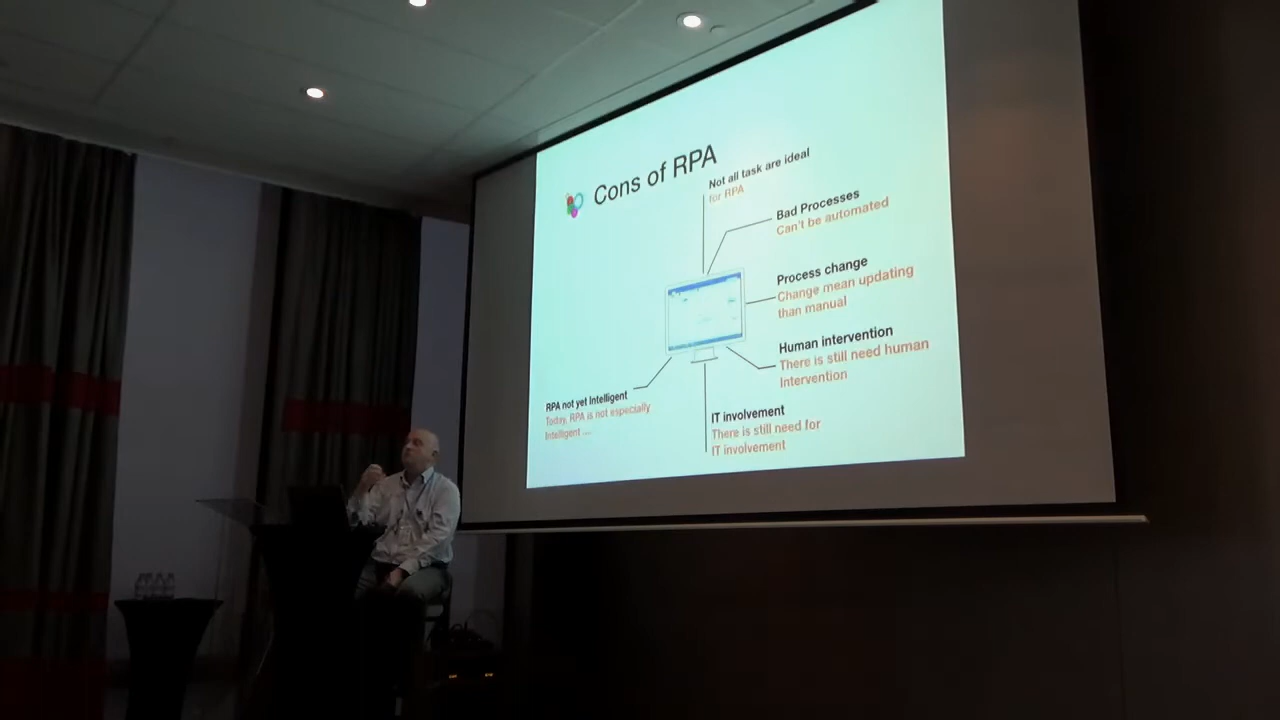 Cons of RPA
Not all task are ideal
for RPA
Bad Processes
Can't be automated
Process change
Change mean updating
than manual
Human intervention
There is still need human
Intervention
IT involvement
There is still need for
IT involvement
RPA not yet Intelligent
Today, RPA is not especially
Intelligent ...